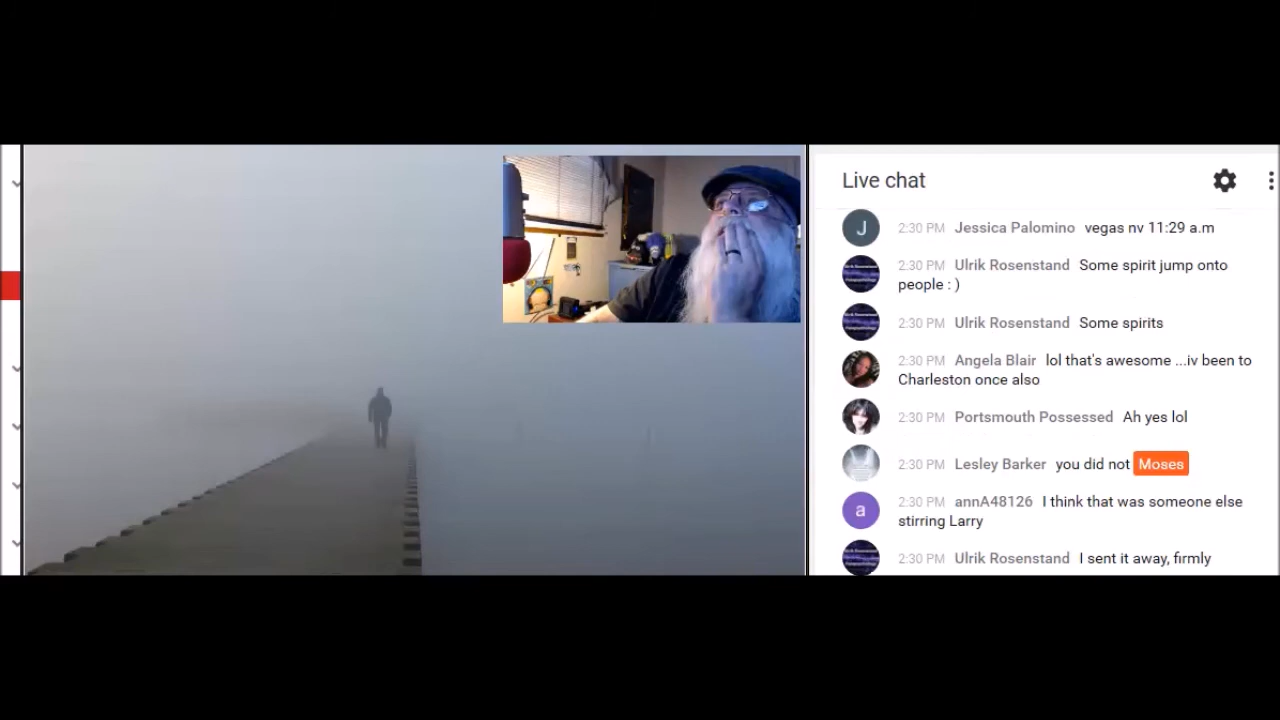 Live chat
2:30 PM Jessica Palomino vegas nv 11:29 a.m
2:30 PM Ulrik Rosenstand Some spirit jump onto
people : )
2:30 PM Ulrik Rosenstand Some spirits
2:30 PM Angela Blair lol that's awesome ...iv been to
Charleston once also
2:30 PM Portsmouth Possessed Ah yes lol
2:30 PM Lesley Barker you did not Moses
2:30 PM annA48126 I think that was someone else
stirring Larry
2:30 PM Ulrik Rosenstand I sent it away, firmly
J
a